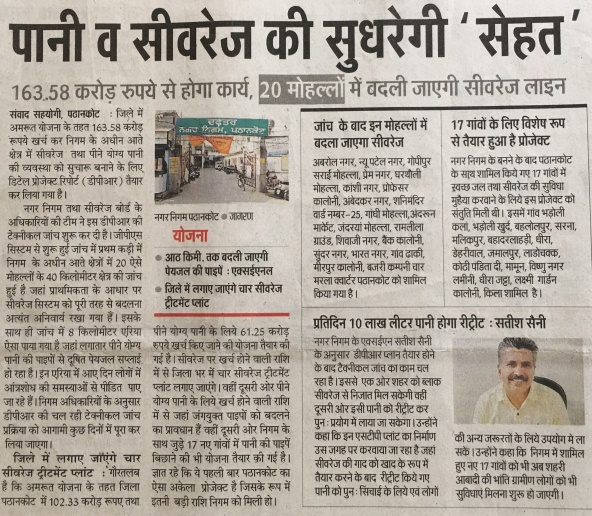 पानी व सीवरेज की सुधरेगी ' सेहत '
163.58 करोड़ रुपये से होगा कार्य, 20 मोहल्लों में बदली जाएगी सीवरेज लाइन
संवाद सहयोगी, पठानकोट : जिले में
अमरूत योजना के तहत 163.58 करोड़
रूपये खर्च कर निगम के अधीन आते
क्षेत्र में सीवरेज तथा पीने योग्य पानी
की व्यवस्था को सुचारू बनाने के लिए
डिटेल प्रोजेक्ट रिपोर्ट (डीपीआर) तैयार
कर लिया गया है।
नगर निगम तथा सीवरेज बोर्ड के
अधिकारियों की टीम ने इस डीपीआर की
टेक्नीकल जांच शुरू कर दी है। जीपीएस
सिस्टम से शुरू हुई जांच में प्रथम कड़ी में
निगम के अधीन आते क्षेत्रों में 20 ऐसे
मोहल्लों के 40 किलोमीटर क्षेत्र की जांच
हुई है जहां प्राथमिकता के आधार पर
सीवरेज सिस्टम को पूरी तरह से बदलना
अत्यंत अनिवार्य रखा गया है। इसके
साथ ही जांच में 8 किलोमीटर एरिया
ऐसा पाया गया है जहां लगातार पीने योग्य
पानी की पाइपों से दूषित पेयजल सप्लाई
हो रहा है। इन एरिया में आए दिन लोगों में
आंत्रशोध की समस्याओं से पीड़ित पाए
जा रहे हैं। निगम अधिकारियों के अनुसार
डीपीआर की चल रही टेक्नीकल जांच
प्रक्रिया को आगामी कुछ दिनों में पूरा कर
लिया जाएगा।
जिले में लगाए जाएंगे चार
सीवरेज ट्रीटमेंट प्लांट : गौरतलब
है कि अमरूत योजना के तहत जिला
पठानकोट में 102.33 करोड़ रूपए तथा
ਦਫਤਰ
ਨਗਰ ਨਿਗਮ, ਪਠਾਨਕੋਟ
नगर निगम पठानकोट ● जागरण
योजना
● आठ किमी. तक बदली जाएगी
पेयजल की पाइपें : एक्सईएनल
● जिले में लगाए जाएंगे चार सीवरेज
ट्रीटमेंट प्लांट
पीने योग्य पानी के लिये 61.25 करोड़
रूपये खर्च किए जाने की योजना तैयार की
गई है। सीवरेज पर खर्च होने वाली राशि
में से जिला भर में चार सीवरेज ट्रीटमेंट
प्लांट लगाए जाएंगे। वहीं दूसरी ओर पीने
योग्य पानी के लिये खर्च होने वाली राशि
में से जहां जंगयुक्त पाइपों को बदलने
का प्रावधान हैं वहीं दूसरी ओर निगम के
साथ जुड़े 17 नए गांवों में पानी की पाइपें
बिछाने की भी योजना तैयार की गई है।
ज्ञात रहे कि ये पहली बार पठानकोट का
ऐसा अकेला प्रोजेक्ट है जिसके रूप में
इतनी बड़ी राशि निगम को मिली हो।
जांच के बाद इन मोहल्लों में
बदला जाएगा सीवरेज
अबरोल नगर, न्यू पटेल नगर, गोपीपुर
सराई मोहल्ला, प्रेम नगर, घरथौली
मोहल्ला, कांशी नगर, प्रोफेसर
कालोनी, अंबेदकर नगर, शनिमंदिर
वार्ड नम्बर-25, गांधी मोहल्ला,अंदरून
मार्केट, जंदरयां मोहल्ला, रामलीला
ग्राउंड, शिवाजी नगर, बैंक कालोनी,
सुंदर नगर, भारत नगर, गांव ढाकी,
मीरपुर कालोनी, बजरी कंपनी चार
मरला क्वार्टर पठानकोट को शामिल
किया गया है ।
17 गांवों के लिए विशेष रूप
से तैयार हुआ है प्रोजेक्ट
नगर निगम के बनने के बाद पठानकोट
के साथ शामिल किए गए 17 गांवों में
स्वच्छ जल तथा सीवरेज की सुविधा
मुहैया करवाने के लिये इस प्रोजेक्ट को
संतुति मिली थी। इसमें गांव भड़ोली
कला, भड़ोली खुर्द, बहलोलपुर, सरना,
मलिकपुर, बहादरलाहड़ी, धीरा,
डेहरीवाल, जमालपुर, लाडोचक्क,
कोठी पंडिता दी, मामून, विष्णु नगर
लमीनी, धीरा जट्टा, लक्ष्मी गार्डन
कालोनी, किला शामिल है ।
प्रतिदिन 10 लाख लीटर पानी होगा रीट्रीट : सतीश सैनी
नगर निगम के एक्सईएन सतीश सैनी
के अनुसार डीपीआर प्लान तैयार होने
के बाद टेक्नीकल जांच का काम चल
रहा है। इससे एक ओर शहर को ब्लाक
सीवरेज से निजात मिल सकेगी वहीं
दूसरी ओर इसी पानी को रीट्रीट कर
पुन: प्रयोग में लाया जा सकेगा। उन्होंने
कहा कि इन एसटीपी प्लांट का निर्माण
उस जगह पर करवाया जा रहा है जहां
सीवरेज की गाद को खाद के रूप में
तैयार करने के बाद रीट्रीट किये गए
पानी को पुन: सिंचाई के लिये एवं लोगों
की अन्य जरूरतों के लिये उपयोग मे ला
सकें। उन्होंने कहा कि निगम में शामिल
हुए नए 17 गांवों को भी अब शहरी
आबादी की भांति ग्रामीण लोगों को भी
सुविधाएं मिलना शुरू हो जाएगी।